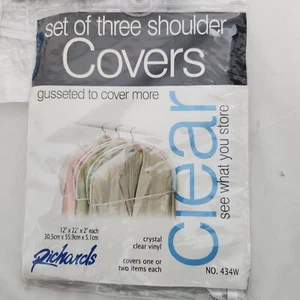 set of three shoulder
Covers
gusseted to cover more
clear
see what you store
12" x 22" x 2" each
30.5cm x 55.9cm x 5.1cm
crystal
clear vinyl
covers one or
two items each
Richards
NO. 434W